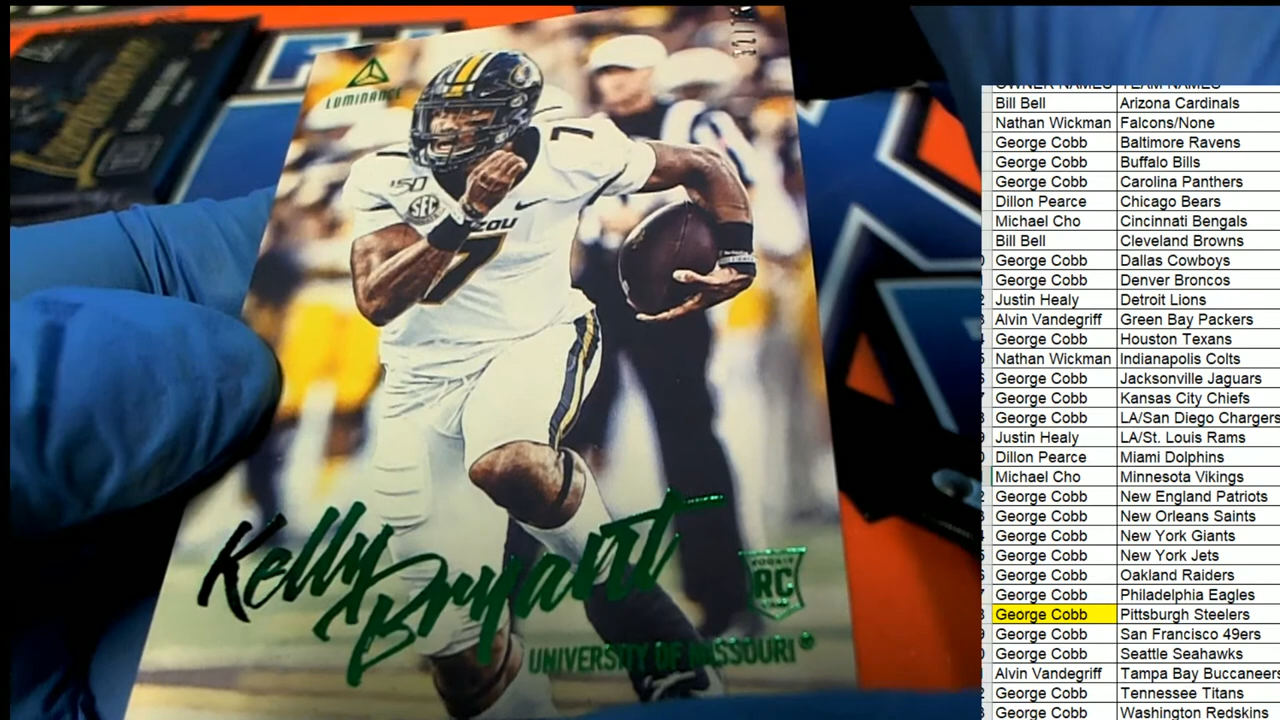 LUMINANCE
7
150
SEC
ZOU
7
Kelly
Bryant
ROOKIE
RC
UNIVERSITY OF MISSOURI
OWNER NAMES TEAM NAMES
Bill Bell Arizona Cardinals
Nathan Wickman Falcons/None
George Cobb Baltimore Ravens
George Cobb Buffalo Bills
George Cobb Carolina Panthers
Dillon Pearce Chicago Bears
Michael Cho Cincinnati Bengals
Bill Bell Cleveland Browns
George Cobb Dallas Cowboys
George Cobb Denver Broncos
Justin Healy Detroit Lions
Alvin Vandegriff Green Bay Packers
George Cobb Houston Texans
Nathan Wickman Indianapolis Colts
George Cobb Jacksonville Jaguars
George Cobb Kansas City Chiefs
George Cobb LA/San Diego Chargers
Justin Healy LA/St. Louis Rams
Dillon Pearce Miami Dolphins
Michael Cho Minnesota Vikings
George Cobb New England Patriots
George Cobb New Orleans Saints
George Cobb New York Giants
George Cobb New York Jets
George Cobb Oakland Raiders
George Cobb Philadelphia Eagles
George Cobb Pittsburgh Steelers
George Cobb San Francisco 49ers
George Cobb Seattle Seahawks
Alvin Vandegriff Tampa Bay Buccaneers
George Cobb Tennessee Titans
George Cobb Washington Redskins